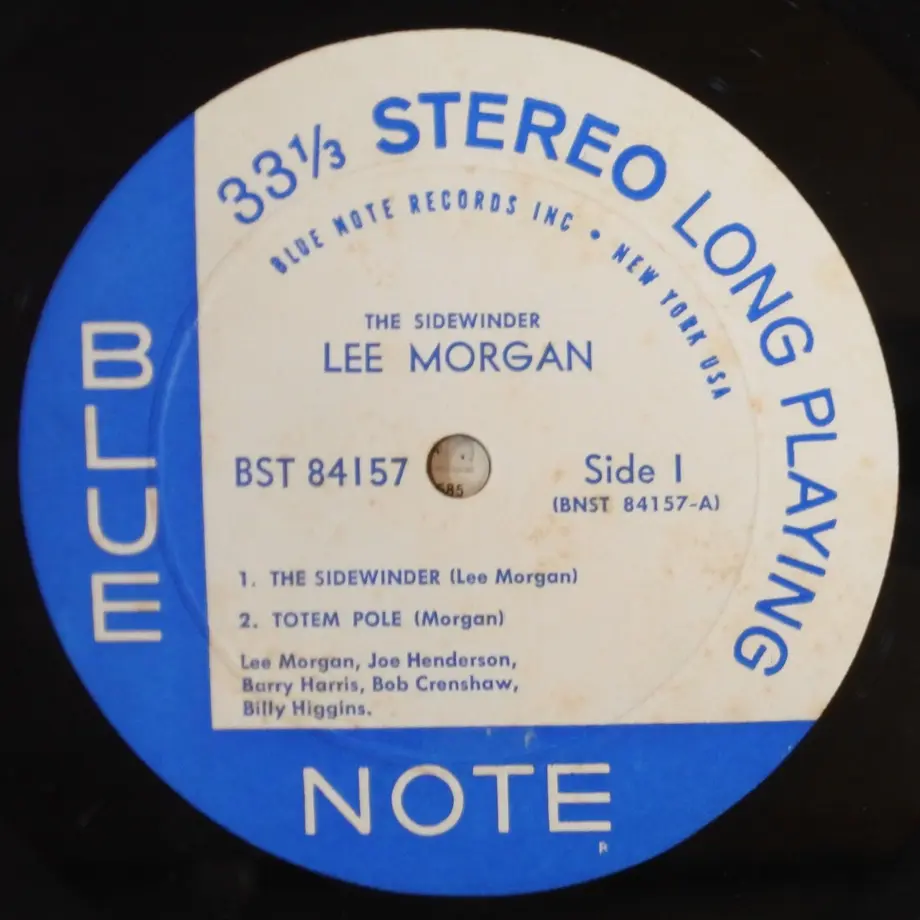 33⅓ STEREO LONG PLAYING
BLUE NOTE RECORDS INC • NEW YORK USA
THE SIDEWINDER
LEE MORGAN
BST 84157
Side 1
(BNST 84157-A)
585
1. THE SIDEWINDER (Lee Morgan)
2. TOTEM POLE (Morgan)
Lee Morgan, Joe Henderson,
Barry Harris, Bob Crenshaw,
Billy Higgins.
BLUE
NOTE
R